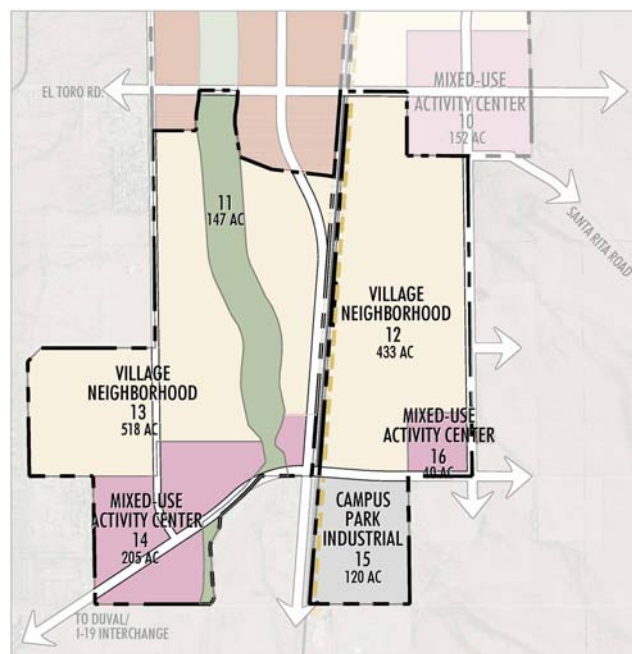 MIXED-USE
ACTIVITY CENTER
10
152 AC
EL TORO RD.
SANTA RITA ROAD
11
147 AC
VILLAGE
NEIGHBORHOOD
12
433 AC
VILLAGE
NEIGHBORHOOD
13
518 AC
MIXED-USE
ACTIVITY CENTER
16
40 AC
MIXED-USE
ACTIVITY CENTER
14
205 AC
CAMPUS
PARK
INDUSTRIAL
15
120 AC
TO DUVAL/
I-19 INTERCHANGE